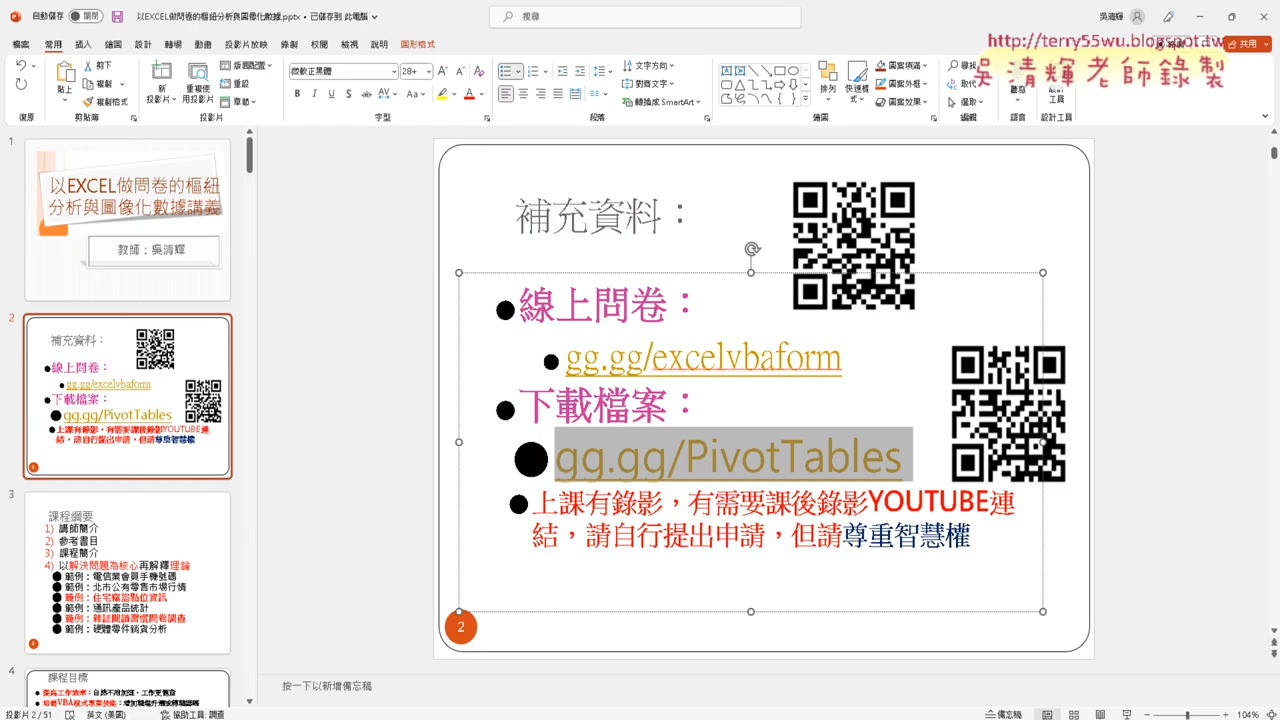 自動儲存
關閉
以EXCEL做問卷的樞紐分析與圖像化數據.pptx • 已儲存到 此電腦
搜尋
吳清輝
http://terry55wu.blogspot.tw
吳清輝老師錄製
檔案
常用
插入
繪圖
設計
轉場
動畫
投影片放映
錄製
校閱
檢視
說明
圖形格式
共用
貼上
剪下
複製
複製格式
新增投影片
重複使用投影片
版面配置
重設
章節
微軟正黑體
28+
文字方向
對齊文字
轉換成 SmartArt
排列
快速樣式
圖案填滿
圖案外框
圖案效果
尋找
取代
選取
聽寫
設計工具
復原
剪貼簿
投影片
字型
段落
繪圖
編輯
語音
設計工具
1
以EXCEL做問卷的樞紐
分析與圖像化數據講義
教師：吳清輝
2
補充資料：
線上問卷：
gg.gg/excelvbaform
下載檔案：
gg.gg/PivotTables
上課有錄影，有需要課後錄影YOUTUBE連
結，請自行提出申請，但請尊重智慧權
3
課程綱要
1) 講師簡介
2) 參考書目
3) 課程簡介
4) 以解決問題為核心再解釋理論
範例：電信業會員手機號碼
範例：北市公有零售市場行情
範例：住宅竊盜點位資訊
範例：通訊產品統計
範例：雜誌閱讀習慣問卷調查
範例：硬體零件銷貨分析
4
課程目標
補充資料：
線上問卷：
gg.gg/excelvbaform
下載檔案：
gg.gg/PivotTables
上課有錄影，有需要課後錄影YOUTUBE連
結，請自行提出申請，但請尊重智慧權
2
按一下以新增備忘稿
投影片 2 / 51
英文 (美國)
協助工具: 調查
備忘稿
104%